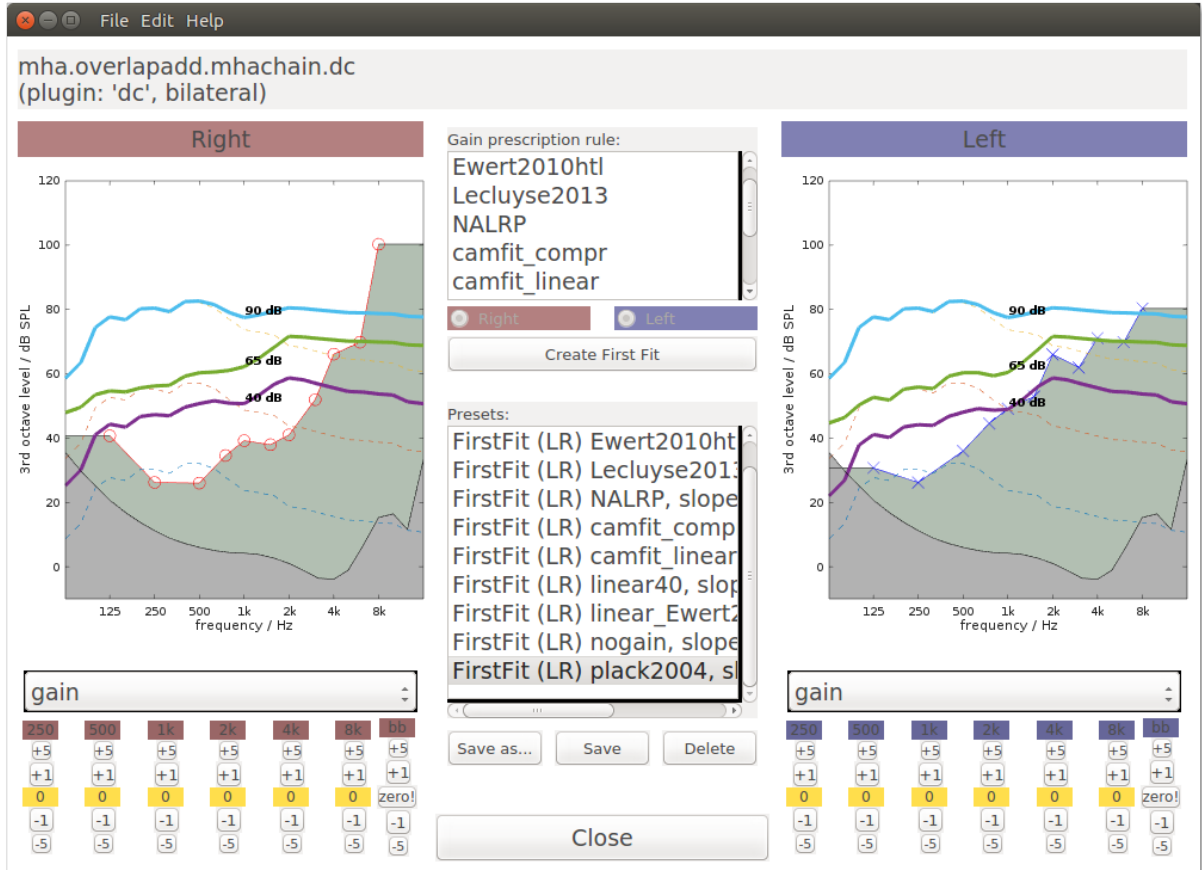 File Edit Help
mha.overlapadd.mhachain.dc
(plugin: 'dc', bilateral)
Right
120
100
80
60
40
20
0
3rd octave level / dB SPL
90 dB
65 dB
40 dB
125 250 500 1k 2k 4k 8k
frequency / Hz
gain
250 500 1k 2k 4k 8k bb
+5 +5 +5 +5 +5 +5 +5
+1 +1 +1 +1 +1 +1 +1
0 0 0 0 0 0 zero!
-1 -1 -1 -1 -1 -1 -1
-5 -5 -5 -5 -5 -5 -5
Gain prescription rule:
Ewert2010htl
Lecluyse2013
NALRP
camfit_compr
camfit_linear
Right Left
Create First Fit
Presets:
FirstFit (LR) Ewert2010ht
FirstFit (LR) Lecluyse2013
FirstFit (LR) NALRP, slope
FirstFit (LR) camfit_comp
FirstFit (LR) camfit_linear
FirstFit (LR) linear40, slop
FirstFit (LR) linear_Ewert2
FirstFit (LR) nogain, slope
FirstFit (LR) plack2004, sl
Save as... Save Delete
Close
Left
120
100
80
60
40
20
0
3rd octave level / dB SPL
90 dB
65 dB
40 dB
125 250 500 1k 2k 4k 8k
frequency / Hz
gain
250 500 1k 2k 4k 8k bb
+5 +5 +5 +5 +5 +5 +5
+1 +1 +1 +1 +1 +1 +1
0 0 0 0 0 0 zero!
-1 -1 -1 -1 -1 -1 -1
-5 -5 -5 -5 -5 -5 -5